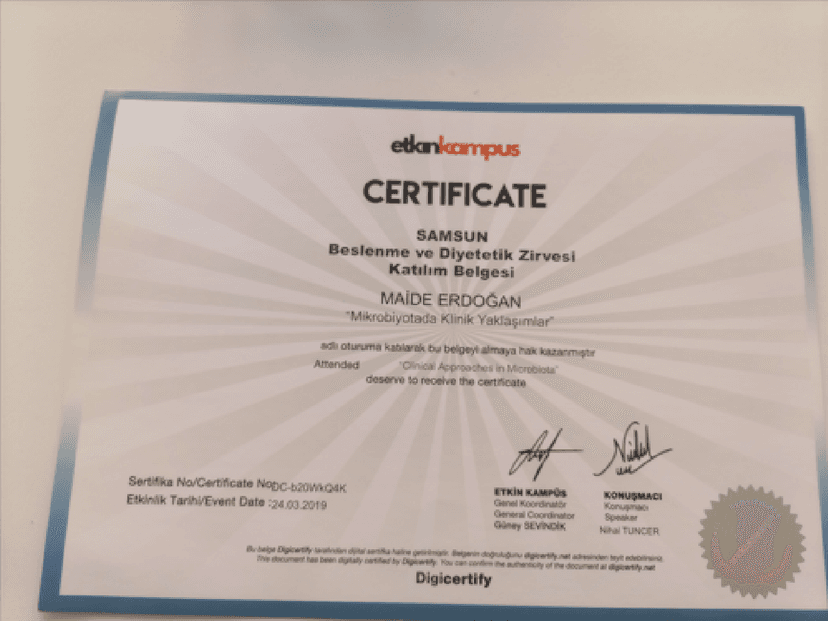 etkinkampus
CERTIFICATE
SAMSUN
Beslenme ve Diyetetik Zirvesi
Katılım Belgesi
MAİDE ERDOĞAN
"Mikrobiyotada Klinik Yaklaşımlar"
adlı oturuma katılarak bu belgeyi almaya hak kazanmıştır
Attended "Clinical Approaches in Microbiota"
deserve to receive the certificate
Sertifika No/Certificate No DC-b20WkQ4K
Etkinlik Tarihi/Event Date :24.03.2019
ETKİN KAMPÜS
Genel Koordinatör
General Coordinator
Günay SEVİNDİK
KONUŞMACI
Konuşmacı
Speaker
Nihal TUNCER
Bu belge Digicertify tarafından dijital sertifika haline getirilmiştir. Belgenin doğruluğunu digicertify.net adresinden teyit edebilirsiniz.
This document has been digitally certified by Digicertify. You can confirm the authenticity of the document at digicertify.net
Digicertify